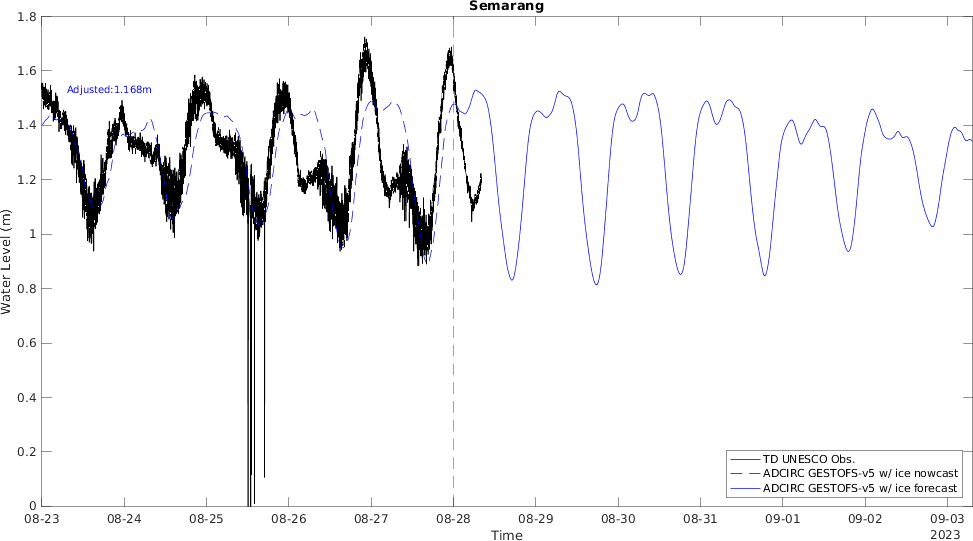 Semarang
1.8
1.6
1.4
1.2
1
0.8
0.6
0.4
0.2
0
Water Level (m)
Adjusted:1.168m
TD UNESCO Obs.
ADCIRC GESTOFS-v5 w/ ice nowcast
ADCIRC GESTOFS-v5 w/ ice forecast
08-23 08-24 08-25 08-26 08-27 08-28 08-29 08-30 08-31 09-01 09-02 09-03
2023
Time